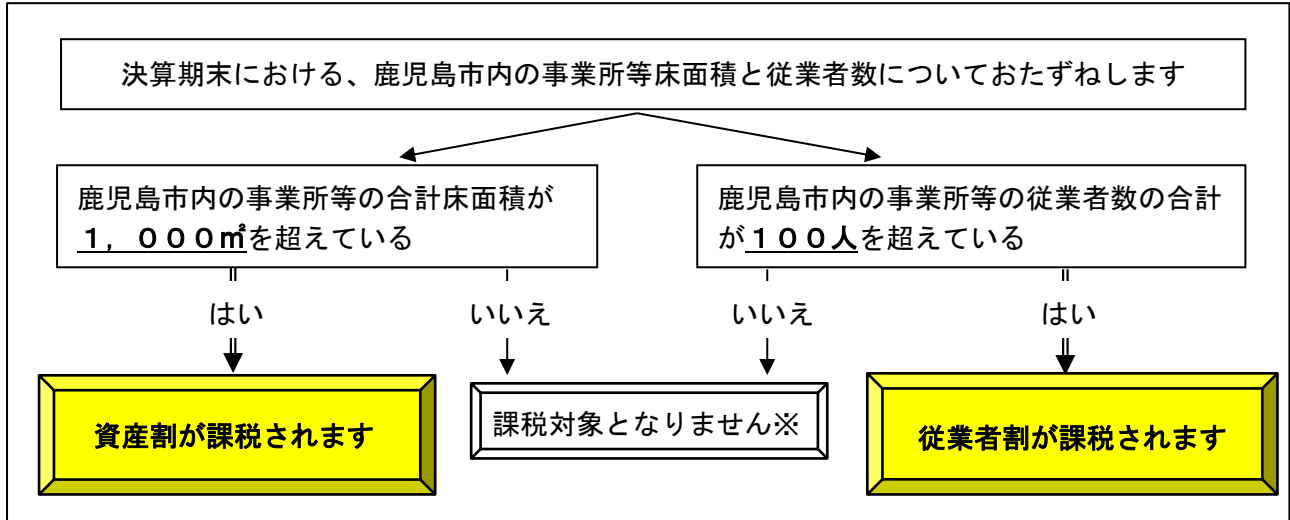 決算期末における、鹿児島市内の事業所等床面積と従業者数についておたずねします
鹿児島市内の事業所等の合計床面積が
１，０００㎡を超えている
鹿児島市内の事業所等の従業者数の合計
が１００人を超えている
はい
いいえ
いいえ
はい
資産割が課税されます
課税対象となりません※
従業者割が課税されます